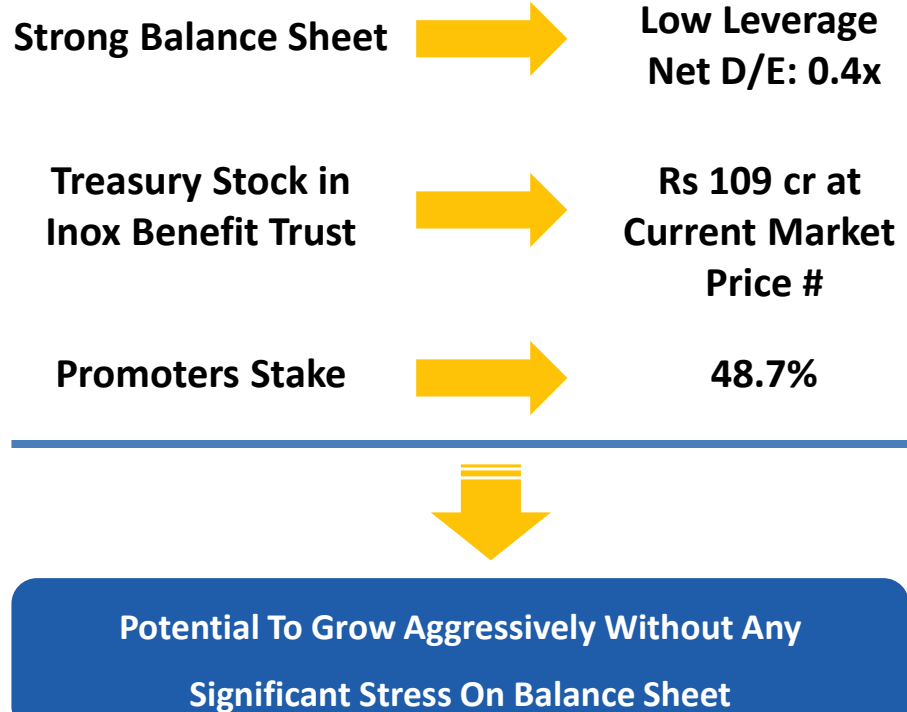 Strong Balance Sheet
Low Leverage
Net D/E: 0.4x
Treasury Stock in
Inox Benefit Trust
Rs 109 cr at
Current Market
Price #
Promoters Stake
48.7%
Potential To Grow Aggressively Without Any
Significant Stress On Balance Sheet